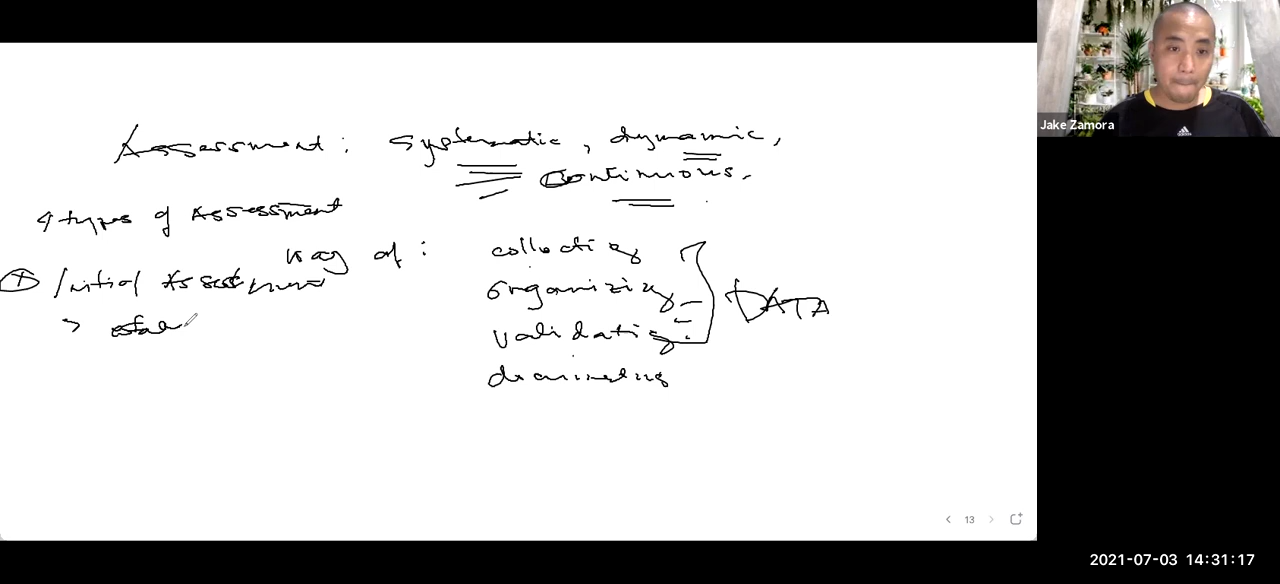 Assessment : systematic, dynamic,
continuous.
4 types of Assessment
way of :
collecting
organizing
validating
DATA
① Initial Assessment
>
Jake Zamora
13
2021-07-03 14:31:17